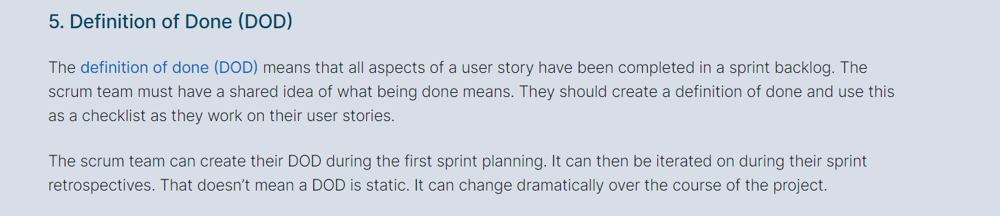 5. Definition of Done (DOD)
The definition of done (DOD) means that all aspects of a user story have been completed in a sprint backlog. The
scrum team must have a shared idea of what being done means. They should create a definition of done and use this
as a checklist as they work on their user stories.
The scrum team can create their DOD during the first sprint planning. It can then be iterated on during their sprint
retrospectives. That doesn’t mean a DOD is static. It can change dramatically over the course of the project.